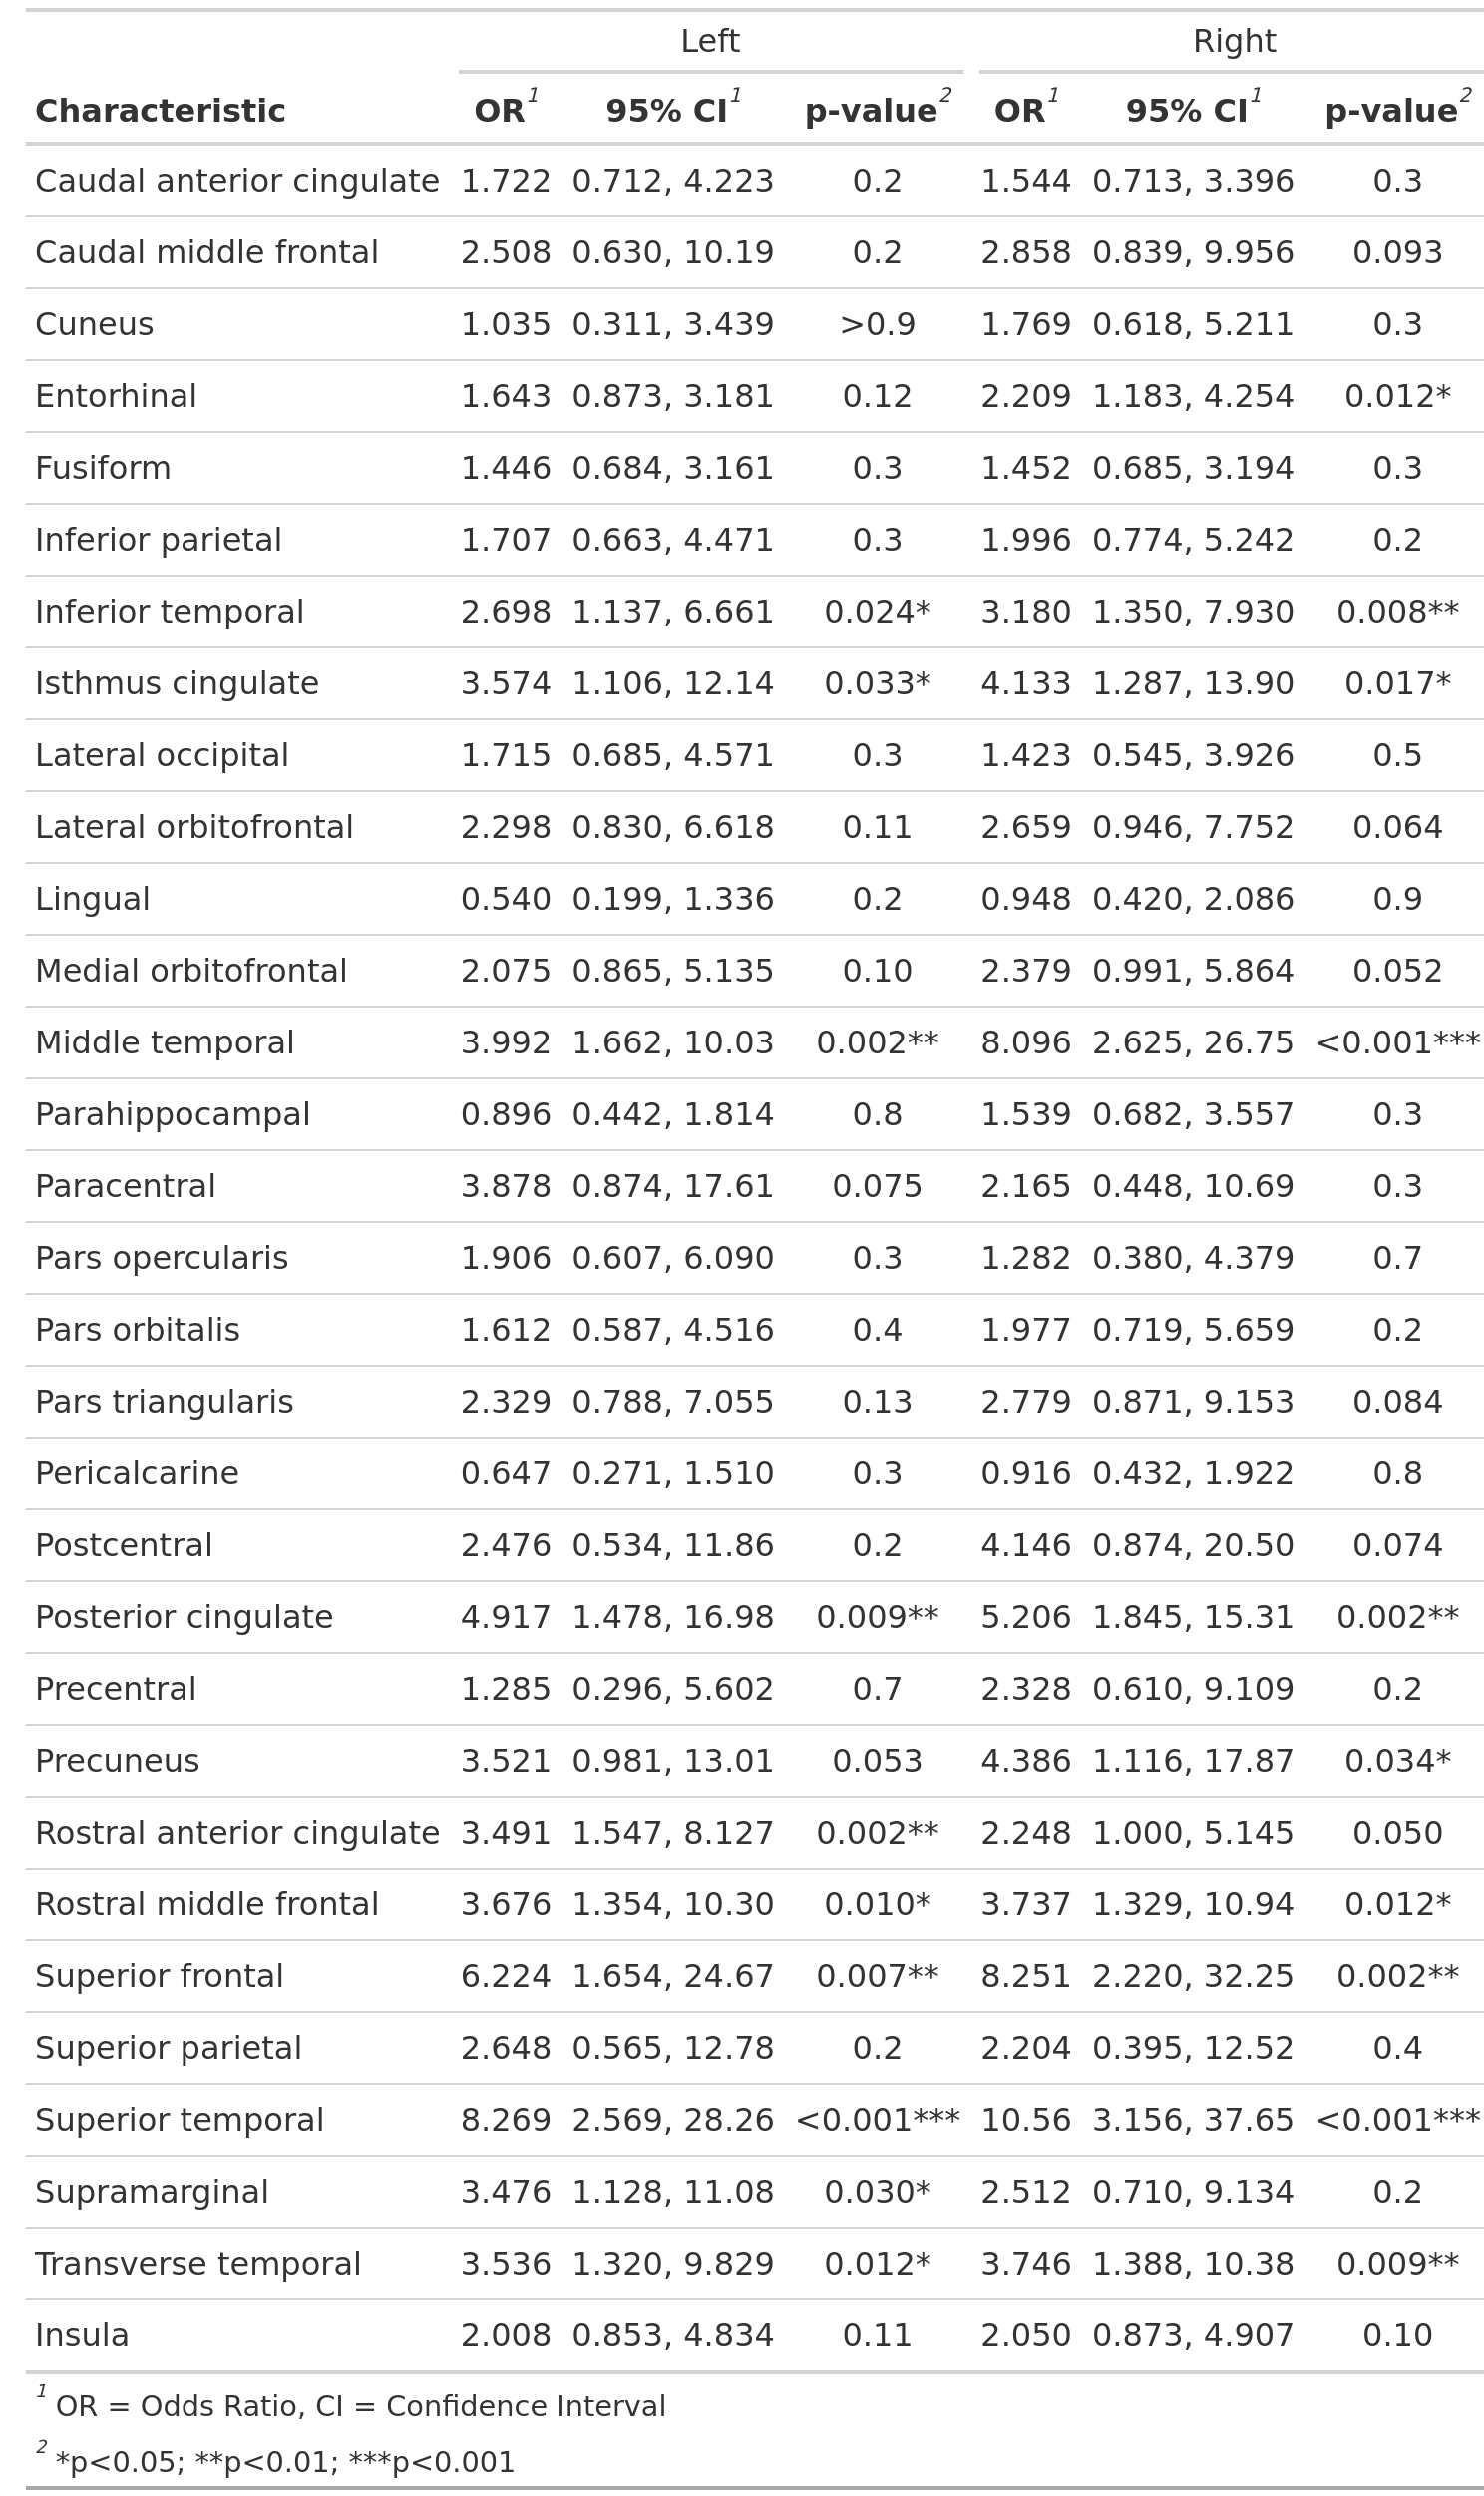 Left Right
Characteristic OR1 95% CI1 p-value2 OR1 95% CI1 p-value2
Caudal anterior cingulate 1.722 0.712, 4.223 0.2 1.544 0.713, 3.396 0.3
Caudal middle frontal 2.508 0.630, 10.19 0.2 2.858 0.839, 9.956 0.093
Cuneus 1.035 0.311, 3.439 >0.9 1.769 0.618, 5.211 0.3
Entorhinal 1.643 0.873, 3.181 0.12 2.209 1.183, 4.254 0.012*
Fusiform 1.446 0.684, 3.161 0.3 1.452 0.685, 3.194 0.3
Inferior parietal 1.707 0.663, 4.471 0.3 1.996 0.774, 5.242 0.2
Inferior temporal 2.698 1.137, 6.661 0.024* 3.180 1.350, 7.930 0.008**
Isthmus cingulate 3.574 1.106, 12.14 0.033* 4.133 1.287, 13.90 0.017*
Lateral occipital 1.715 0.685, 4.571 0.3 1.423 0.545, 3.926 0.5
Lateral orbitofrontal 2.298 0.830, 6.618 0.11 2.659 0.946, 7.752 0.064
Lingual 0.540 0.199, 1.336 0.2 0.948 0.420, 2.086 0.9
Medial orbitofrontal 2.075 0.865, 5.135 0.10 2.379 0.991, 5.864 0.052
Middle temporal 3.992 1.662, 10.03 0.002** 8.096 2.625, 26.75 <0.001***
Parahippocampal 0.896 0.442, 1.814 0.8 1.539 0.682, 3.557 0.3
Paracentral 3.878 0.874, 17.61 0.075 2.165 0.448, 10.69 0.3
Pars opercularis 1.906 0.607, 6.090 0.3 1.282 0.380, 4.379 0.7
Pars orbitalis 1.612 0.587, 4.516 0.4 1.977 0.719, 5.659 0.2
Pars triangularis 2.329 0.788, 7.055 0.13 2.779 0.871, 9.153 0.084
Pericalcarine 0.647 0.271, 1.510 0.3 0.916 0.432, 1.922 0.8
Postcentral 2.476 0.534, 11.86 0.2 4.146 0.874, 20.50 0.074
Posterior cingulate 4.917 1.478, 16.98 0.009** 5.206 1.845, 15.31 0.002**
Precentral 1.285 0.296, 5.602 0.7 2.328 0.610, 9.109 0.2
Precuneus 3.521 0.981, 13.01 0.053 4.386 1.116, 17.87 0.034*
Rostral anterior cingulate 3.491 1.547, 8.127 0.002** 2.248 1.000, 5.145 0.050
Rostral middle frontal 3.676 1.354, 10.30 0.010* 3.737 1.329, 10.94 0.012*
Superior frontal 6.224 1.654, 24.67 0.007** 8.251 2.220, 32.25 0.002**
Superior parietal 2.648 0.565, 12.78 0.2 2.204 0.395, 12.52 0.4
Superior temporal 8.269 2.569, 28.26 <0.001*** 10.56 3.156, 37.65 <0.001***
Supramarginal 3.476 1.128, 11.08 0.030* 2.512 0.710, 9.134 0.2
Transverse temporal 3.536 1.320, 9.829 0.012* 3.746 1.388, 10.38 0.009**
Insula 2.008 0.853, 4.834 0.11 2.050 0.873, 4.907 0.10
1 OR = Odds Ratio, CI = Confidence Interval
2 *p<0.05; **p<0.01; ***p<0.001